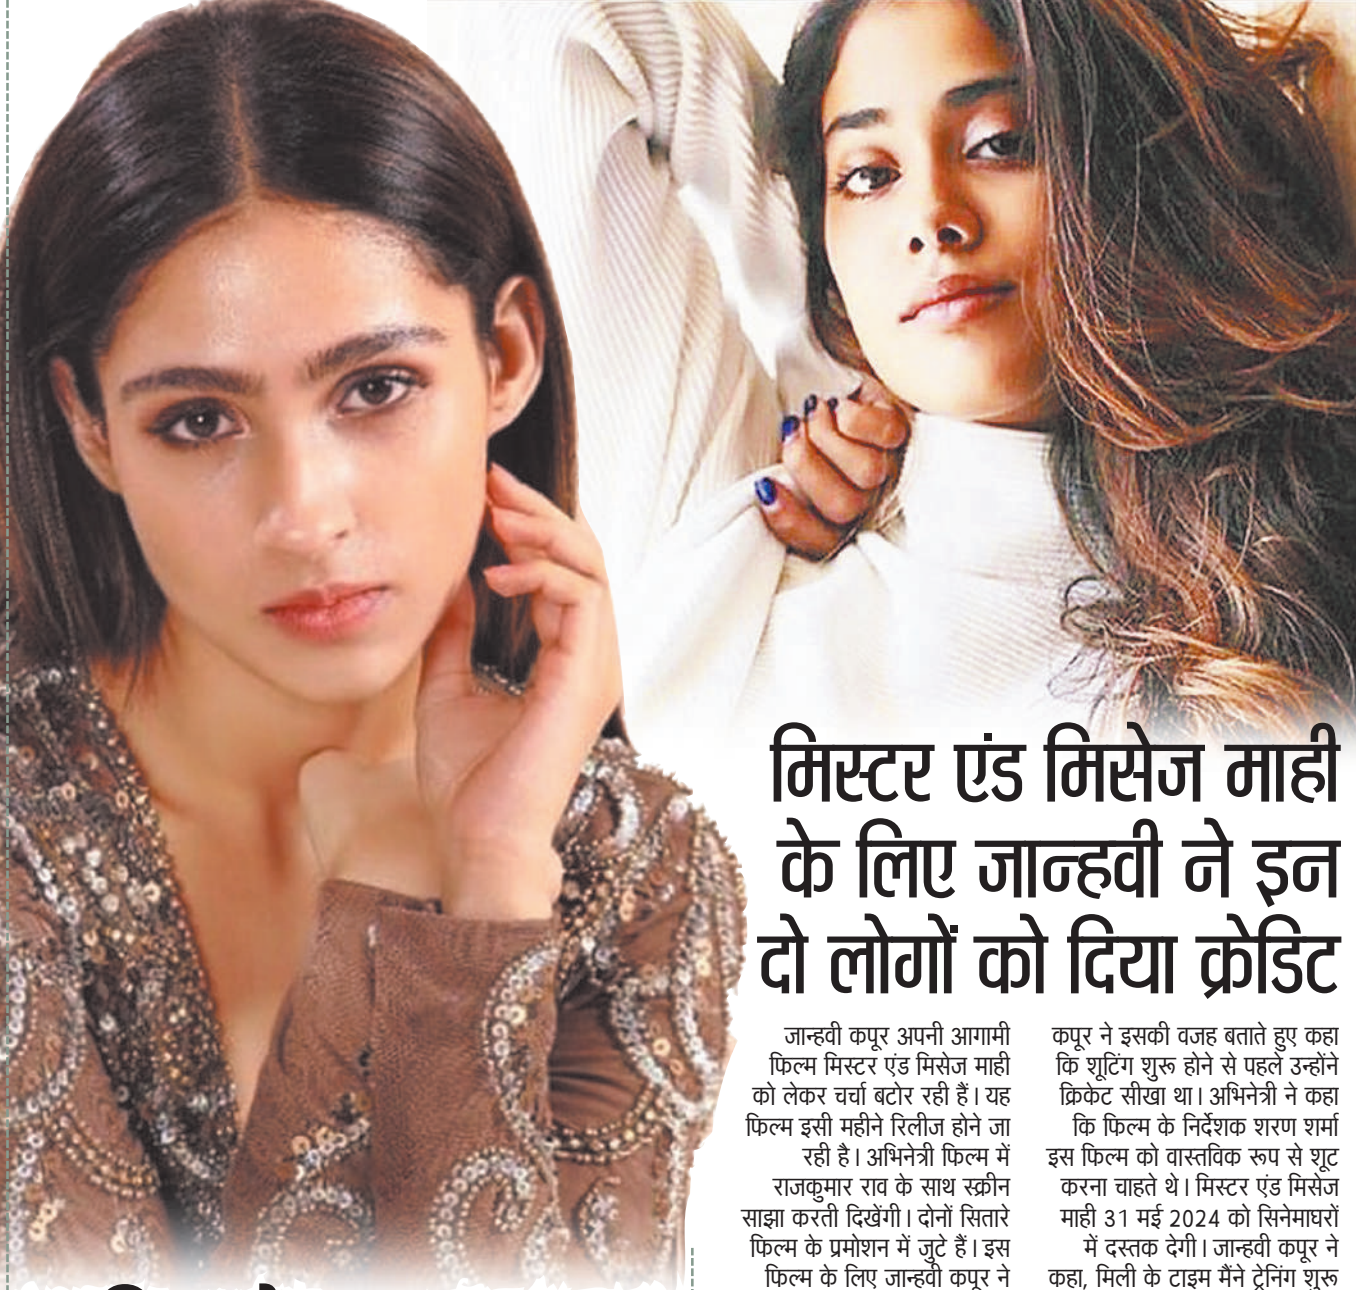 मिस्टर एंड मिसेज माही
के लिए जान्हवी ने इन
दो लोगों को दिया क्रेडिट
जान्हवी कपूर अपनी आगामी
फिल्म मिस्टर एंड मिसेज माही
को लेकर चर्चा बटोर रही हैं। यह
फिल्म इसी महीने रिलीज होने जा
रही है। अभिनेत्री फिल्म में
राजकुमार राव के साथ स्क्रीन
साझा करती दिखेंगी। दोनों सितारे
फिल्म के प्रमोशन में जुटे हैं। इस
फिल्म के लिए जान्हवी कपूर ने
कपूर ने इसकी वजह बताते हुए कहा
कि शूटिंग शुरू होने से पहले उन्होंने
क्रिकेट सीखा था। अभिनेत्री ने कहा
कि फिल्म के निर्देशक शरण शर्मा
इस फिल्म को वास्तविक रूप से शूट
करना चाहते थे। मिस्टर एंड मिसेज
माही 31 मई 2024 को सिनेमाघरों
में दस्तक देगी। जान्हवी कपूर ने
कहा, मिली के टाइम मैंने ट्रेनिंग शुरू